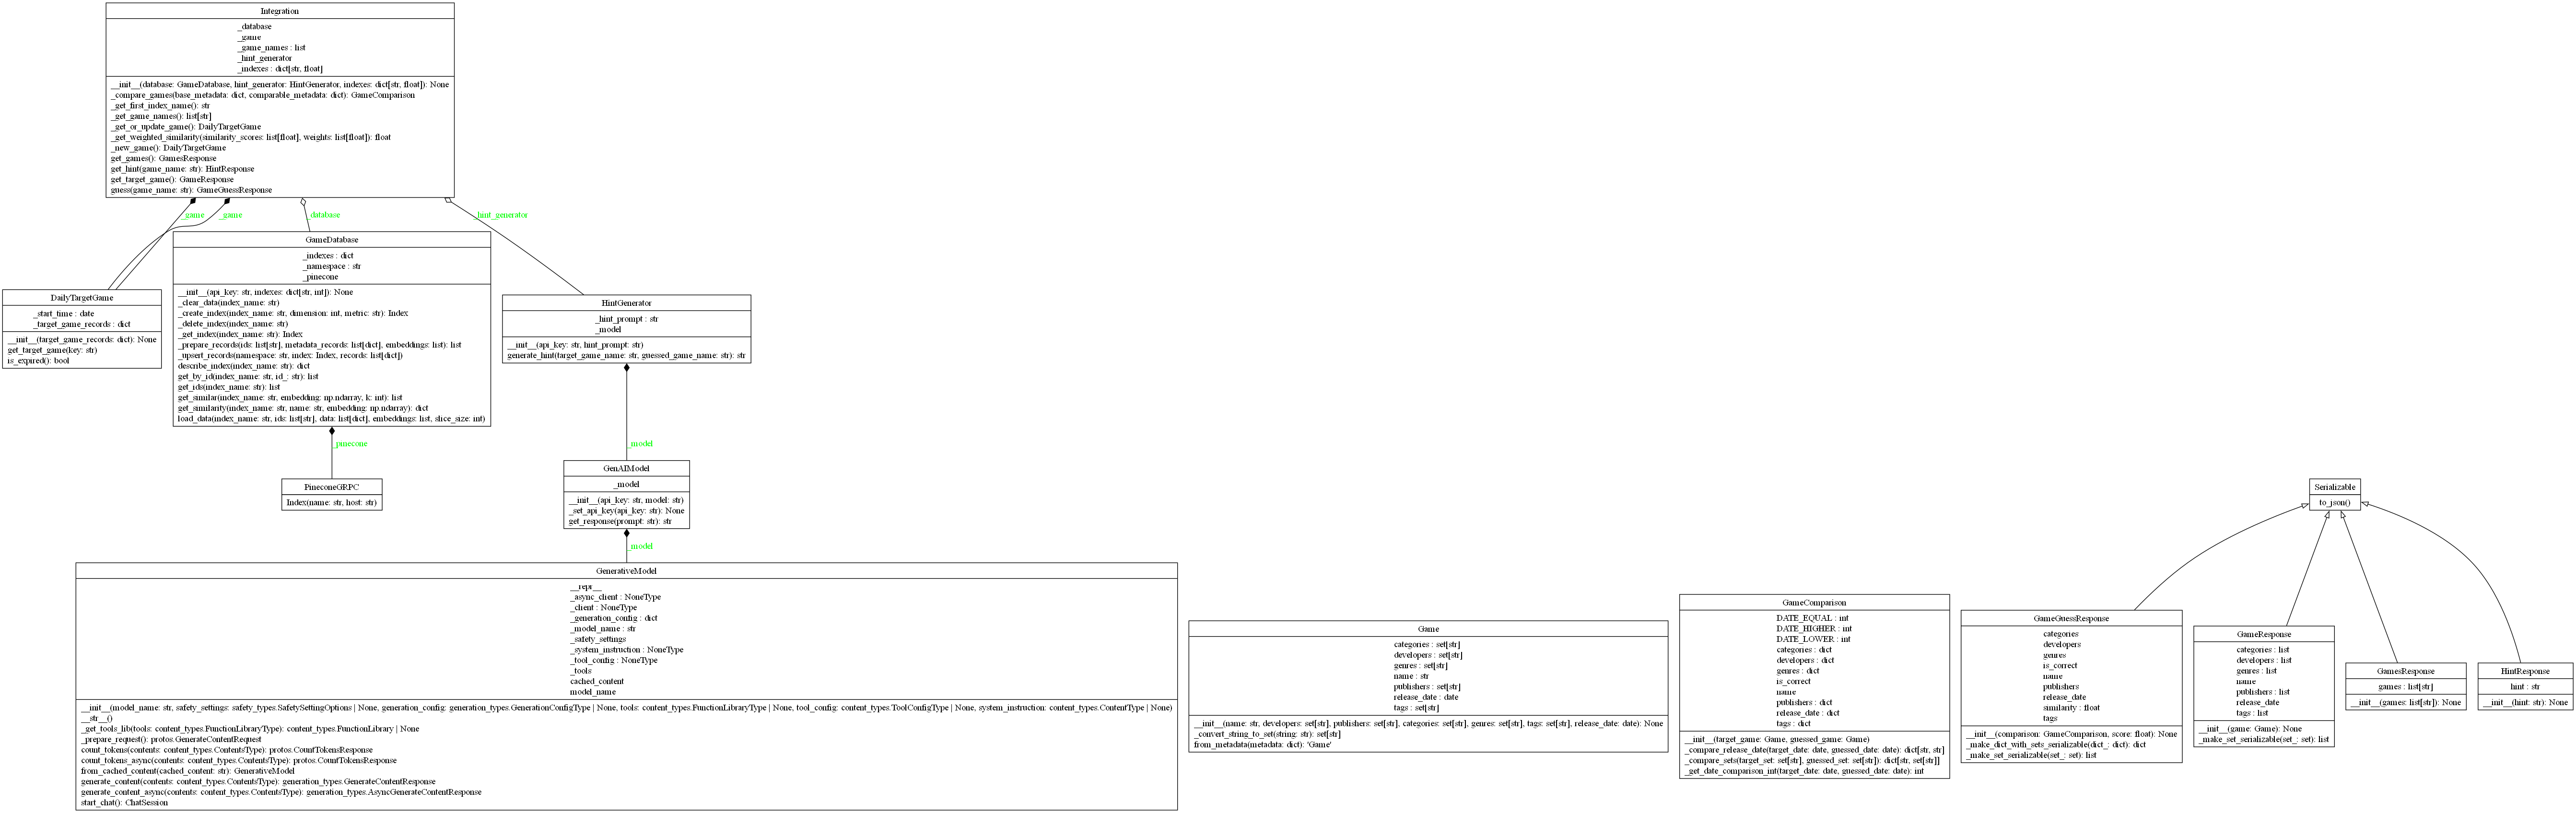 Integration
_database
_game
_game_names : list
_hint_generator
_indexes : dict[str, float]
__init__(database: GameDatabase, hint_generator: HintGenerator, indexes: dict[str, float]): None
_compare_games(base_metadata: dict, comparable_metadata: dict): GameComparison
_get_first_index_name(): str
_get_game_names(): list[str]
_get_or_update_game(): DailyTargetGame
_get_weighted_similarity(similarity_scores: list[float], weights: list[float]): float
_new_game(): DailyTargetGame
get_games(): GamesResponse
get_hint(game_name: str): HintResponse
get_target_game(): GameResponse
guess(game_name: str): GameGuessResponse
_game
_game
_database
_hint_generator
DailyTargetGame
_start_time : date
_target_game_records : dict
__init__(target_game_records: dict): None
get_target_game(key: str)
is_expired(): bool
GameDatabase
_indexes : dict
_namespace : str
_pinecone
__init__(api_key: str, indexes: dict[str, int]): None
_clear_data(index_name: str)
_create_index(index_name: str, dimension: int, metric: str): Index
_delete_index(index_name: str)
_get_index(index_name: str): Index
_prepare_records(ids: list[str], metadata_records: list[dict], embeddings: list): list
_upsert_records(namespace: str, index: Index, records: list[dict])
describe_index(index_name: str): dict
get_by_id(index_name: str, id_: str): list
get_ids(index_name: str): list
get_similar(index_name: str, embedding: np.ndarray, k: int): list
get_similarity(index_name: str, name: str, embedding: np.ndarray): dict
load_data(index_name: str, ids: list[str], data: list[dict], embeddings: list, slice_size: int)
HintGenerator
_hint_prompt : str
_model
__init__(api_key: str, hint_prompt: str)
generate_hint(target_game_name: str, guessed_game_name: str): str
_pinecone
_model
PineconeGRPC
Index(name: str, host: str)
GenAIModel
_model
__init__(api_key: str, model: str)
_set_api_key(api_key: str): None
get_response(prompt: str): str
_model
GenerativeModel
__repr__
_async_client : NoneType
_client : NoneType
_generation_config : dict
_model_name : str
_safety_settings
_system_instruction : NoneType
_tool_config : NoneType
_tools
cached_content
model_name
__init__(model_name: str, safety_settings: safety_types.SafetySettingOptions | None, generation_config: generation_types.GenerationConfigType | None, tools: content_types.FunctionLibraryType | None, tool_config: content_types.ToolConfigType | None, system_instruction: content_types.ContentType | None)
__str__()
_get_tools_lib(tools: content_types.FunctionLibraryType): content_types.FunctionLibrary | None
_prepare_request(): protos.GenerateContentRequest
count_tokens(contents: content_types.ContentsType): protos.CountTokensResponse
count_tokens_async(contents: content_types.ContentsType): protos.CountTokensResponse
from_cached_content(cached_content: str): GenerativeModel
generate_content(contents: content_types.ContentsType): generation_types.GenerateContentResponse
generate_content_async(contents: content_types.ContentsType): generation_types.AsyncGenerateContentResponse
start_chat(): ChatSession
Game
categories : set[str]
developers : set[str]
genres : set[str]
name : str
publishers : set[str]
release_date : date
tags : set[str]
__init__(name: str, developers: set[str], publishers: set[str], categories: set[str], genres: set[str], tags: set[str], release_date: date): None
_convert_string_to_set(string: str): set[str]
from_metadata(metadata: dict): 'Game'
GameComparison
DATE_EQUAL : int
DATE_HIGHER : int
DATE_LOWER : int
categories : dict
developers : dict
genres : dict
is_correct
name
publishers : dict
release_date : dict
tags : dict
__init__(target_game: Game, guessed_game: Game)
_compare_release_date(target_date: date, guessed_date: date): dict[str, str]
_compare_sets(target_set: set[str], guessed_set: set[str]): dict[str, set[str]]
_get_date_comparison_int(target_date: date, guessed_date: date): int
Serializable
to_json()
GameGuessResponse
categories
developers
genres
is_correct
name
publishers
release_date
similarity : float
tags
__init__(comparison: GameComparison, score: float): None
_make_dict_with_sets_serializable(dict_: dict): dict
_make_set_serializable(set_: set): list
GameResponse
categories : list
developers : list
genres : list
name
publishers : list
release_date
tags : list
__init__(game: Game): None
_make_set_serializable(set_: set): list
GamesResponse
games : list[str]
__init__(games: list[str]): None
HintResponse
hint : str
__init__(hint: str): None